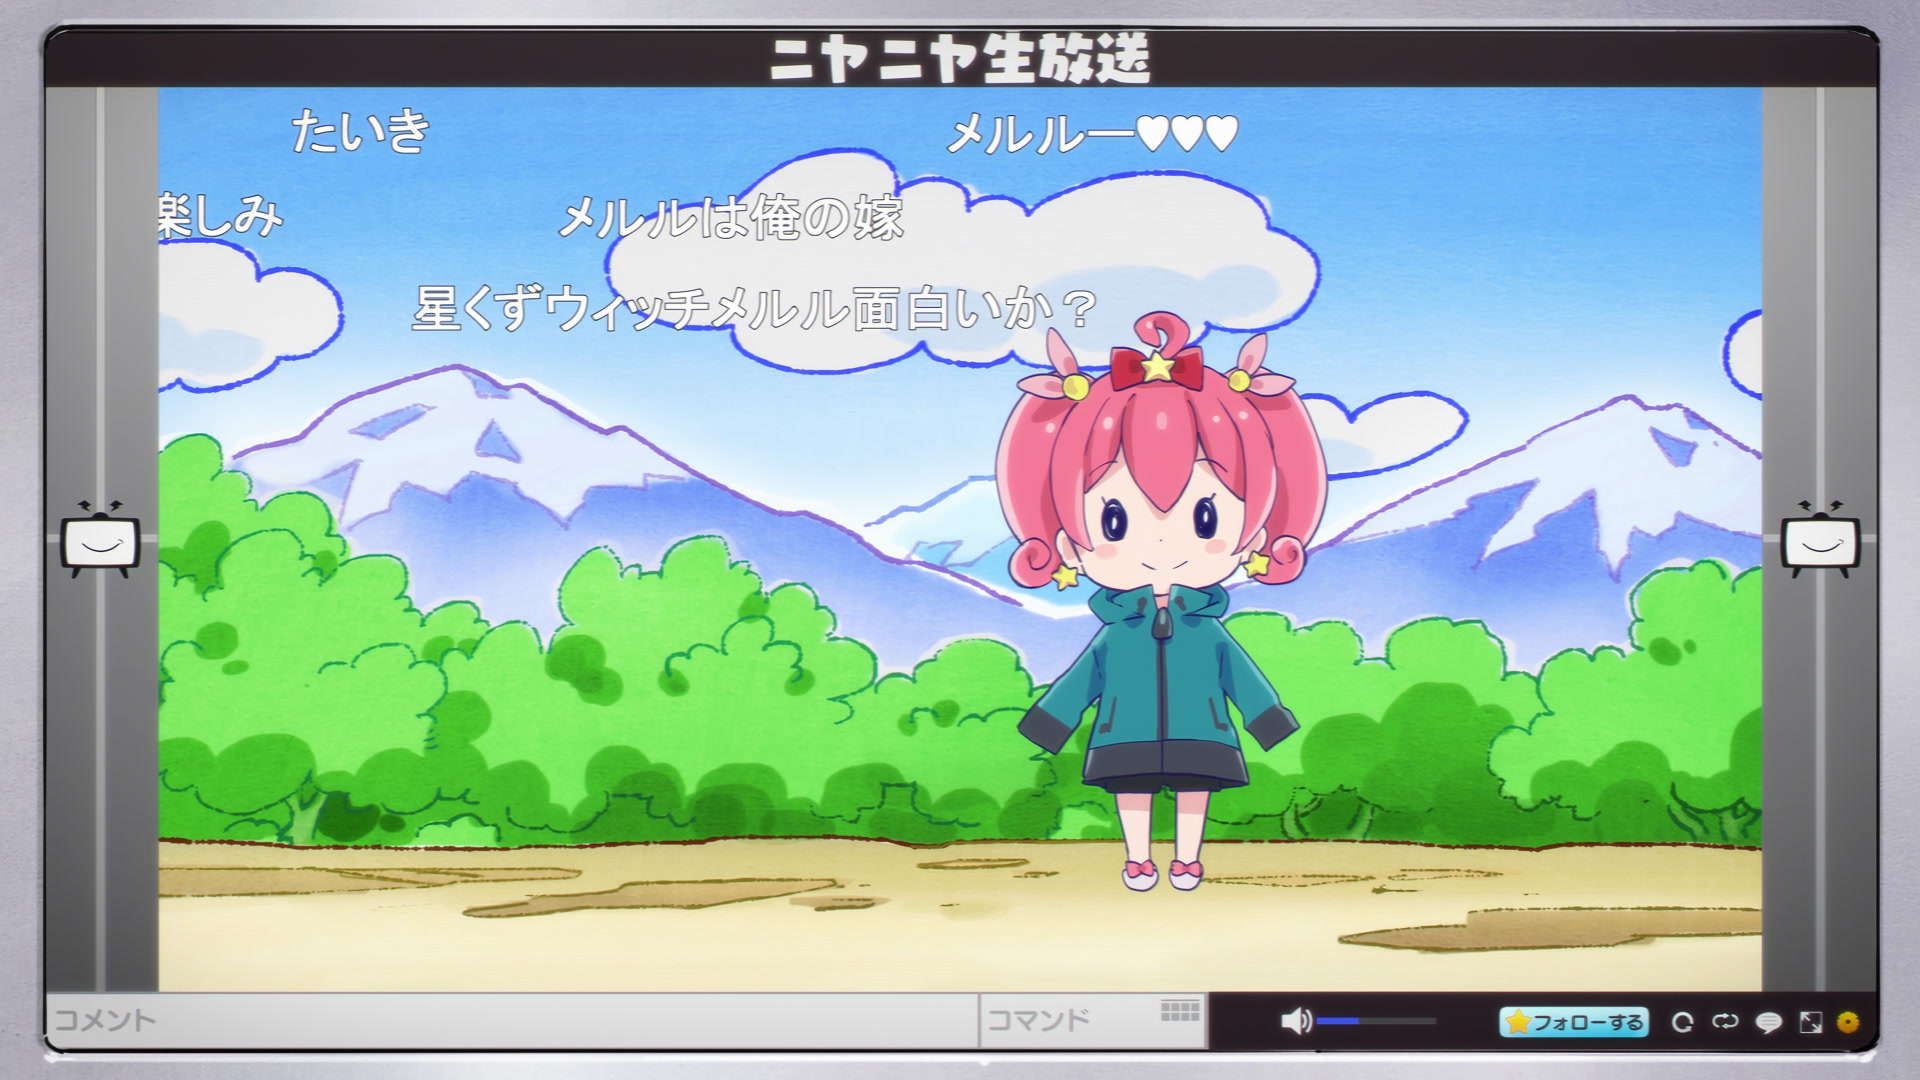 ニヤニヤ生放送
たいき
メルルー♥♥♥
楽しみ
メルルは俺の嫁
星くずウィッチメルル面白いか？
コメント
コマンド
フォローする